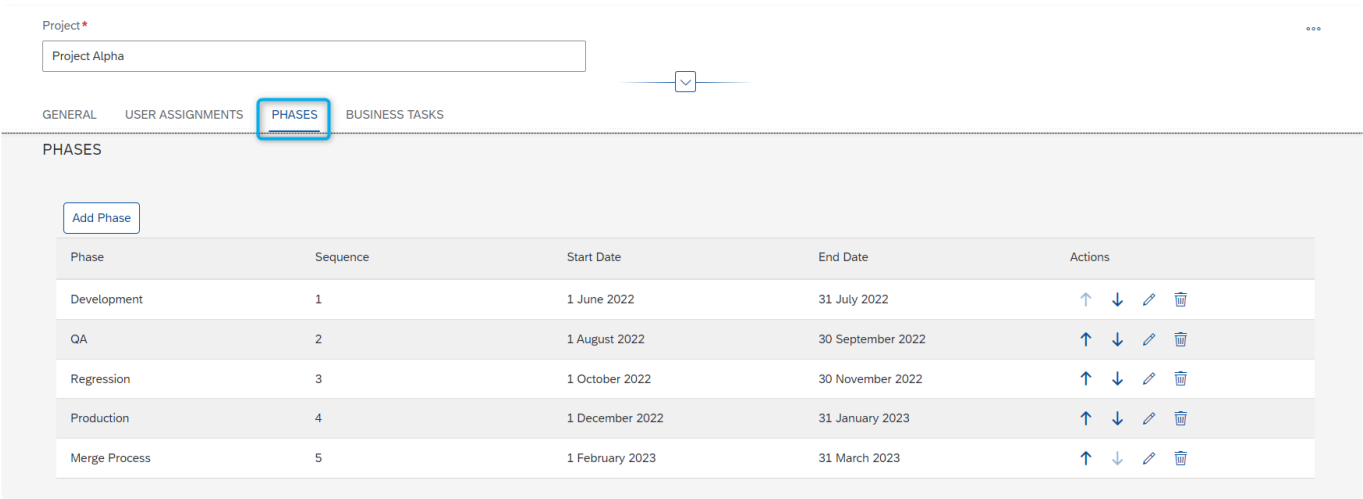 Project*
Project Alpha
GENERAL USER ASSIGNMENTS PHASES BUSINESS TASKS
PHASES
Add Phase
Phase Sequence Start Date End Date Actions
Development 1 1 June 2022 31 July 2022
QA 2 1 August 2022 30 September 2022
Regression 3 1 October 2022 30 November 2022
Production 4 1 December 2022 31 January 2023
Merge Process 5 1 February 2023 31 March 2023